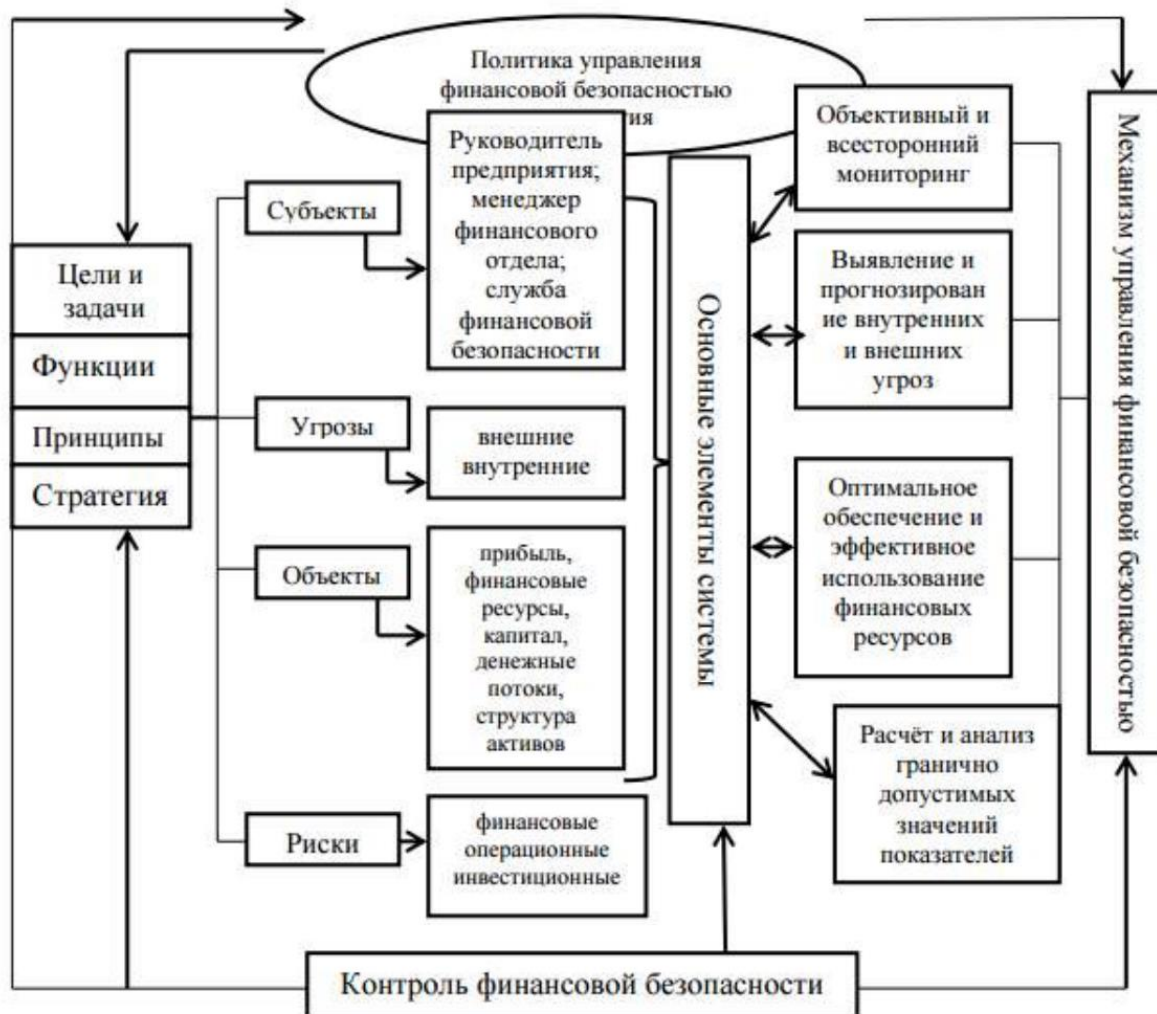 Политика управления
финансовой безопасностью
Руководитель
предприятия;
менеджер
финансового
отдела;
служба
финансовой
безопасности
Объективный и
всесторонний
мониторинг
Механизм управления финансовой безопасностью
Субъекты
Цели и
задачи
Функции
Принципы
Стратегия
Выявление и
прогнозирован
ие внутренних
и внешних
угроз
Основные элементы системы
Угрозы
внешние
внутренние
Оптимальное
обеспечение и
эффективное
использование
финансовых
ресурсов
Объекты
прибыль,
финансовые
ресурсы,
капитал,
денежные
потоки,
структура
активов
Расчёт и анализ
гранично
допустимых
значений
показателей
Риски
финансовые
операционные
инвестиционные
Контроль финансовой безопасности